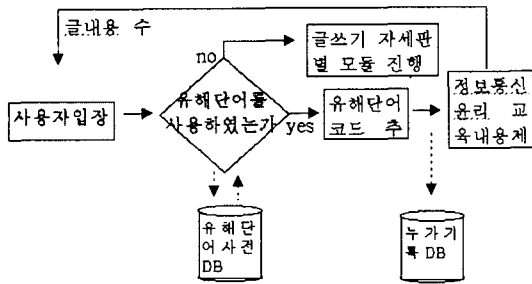 글내용 수
no
글쓰기 자세판
별 모듈 진행
사용자입장
유해단어를
사용하였는가
yes
유해단어
코드 추
정보통신
윤리 교
육내용제
유해단
어사전
DB
누가기
록DB